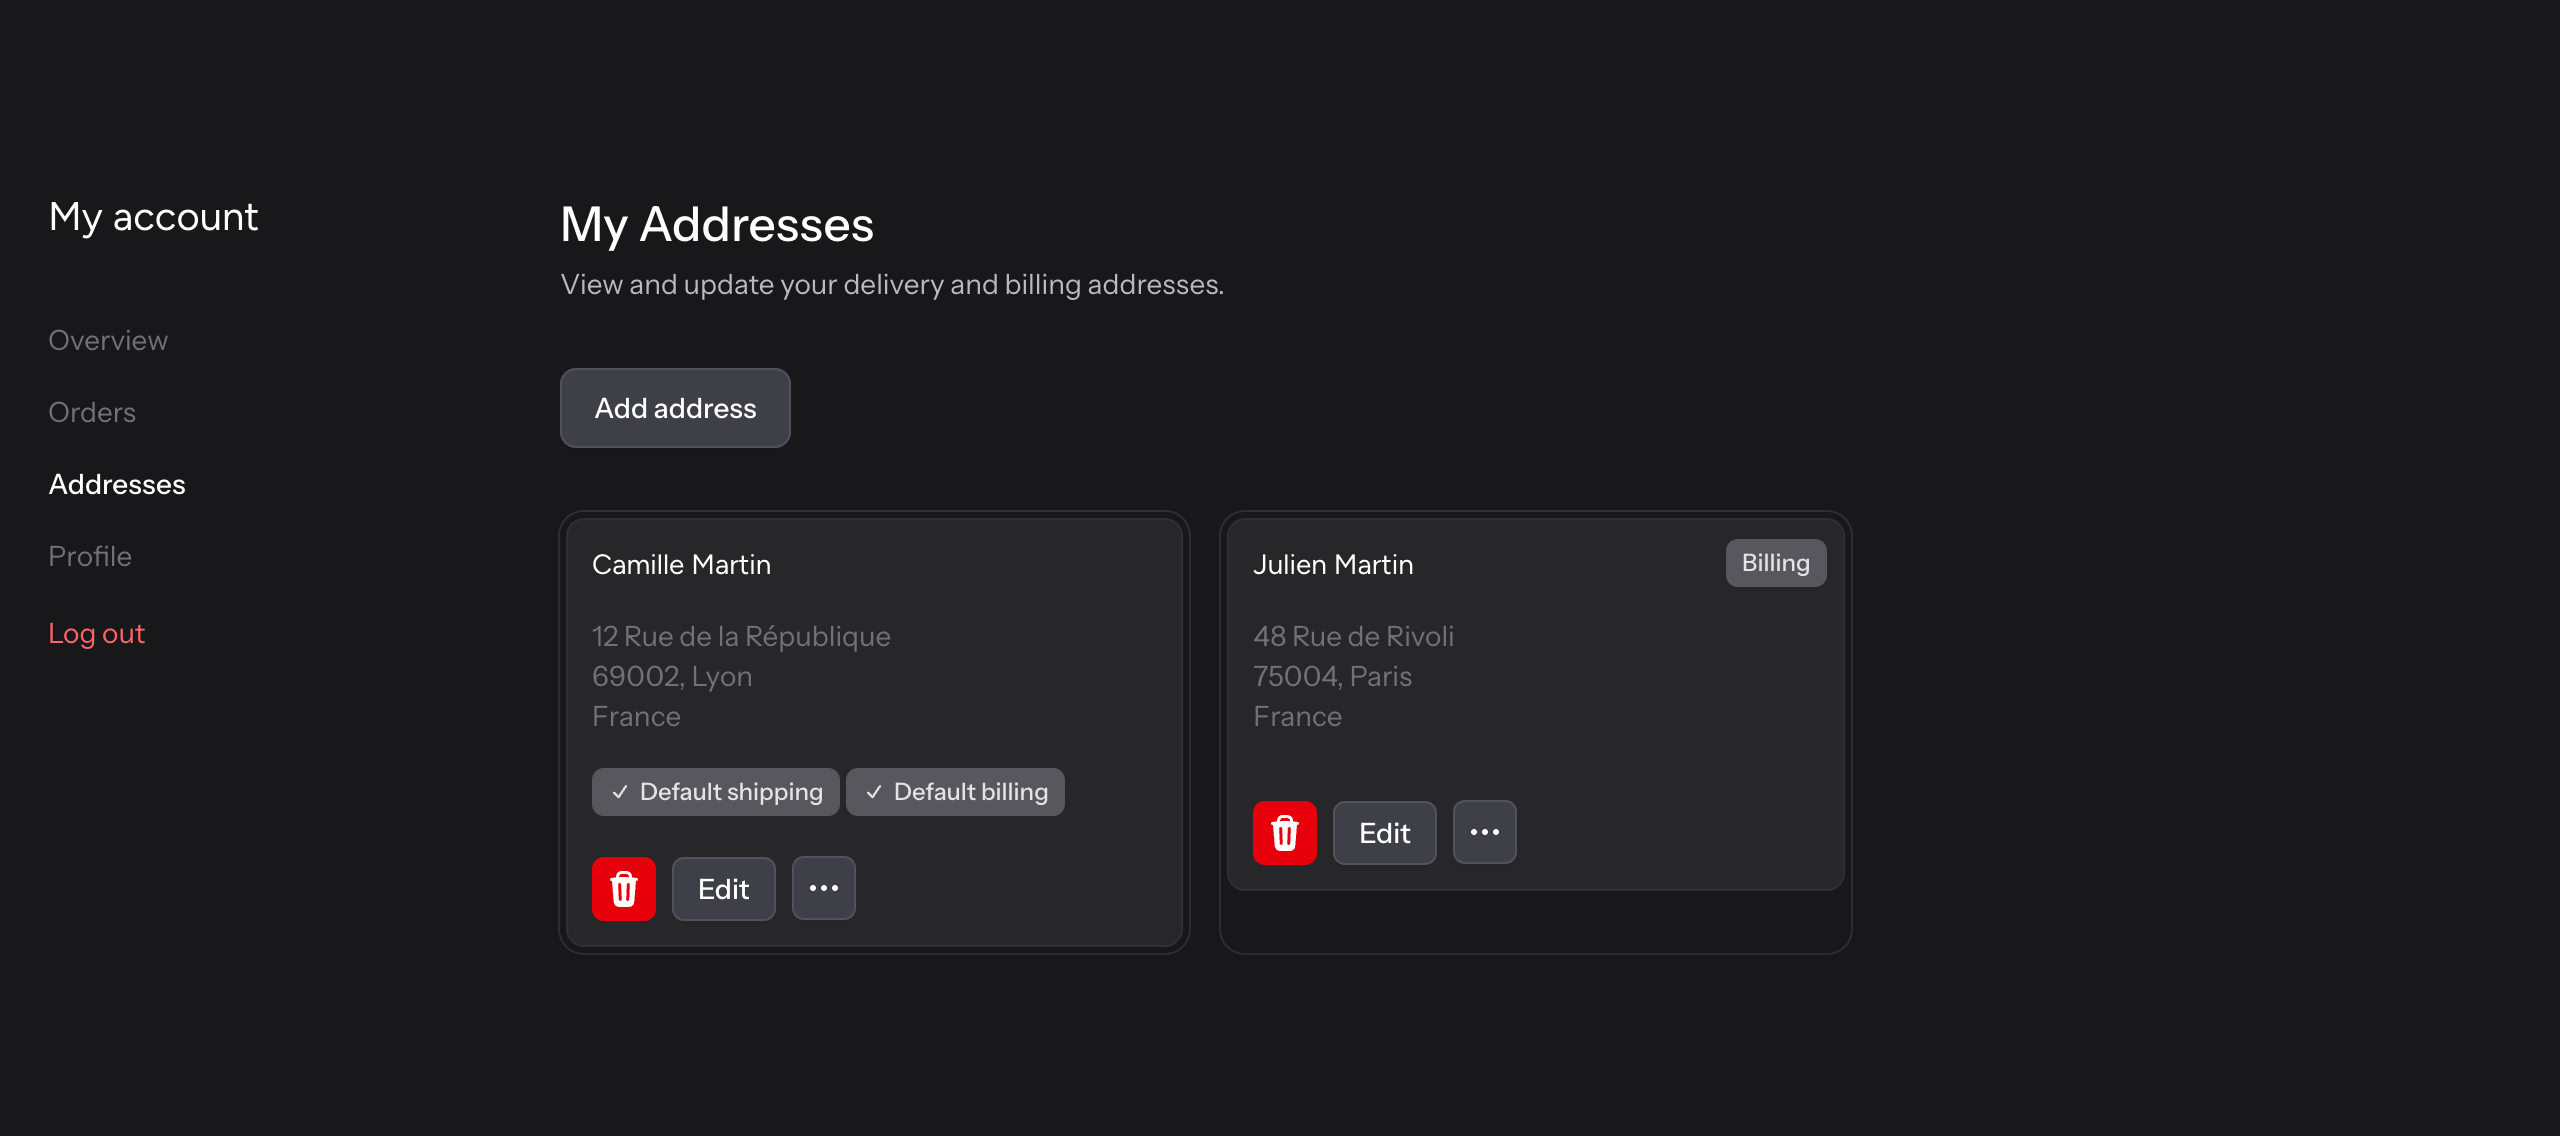 My account
Overview
Orders
Addresses
Profile
Log out
My Addresses
View and update your delivery and billing addresses.
Add address
Camille Martin
12 Rue de la République
69002, Lyon
France
Default shipping
Default billing
Edit
Julien Martin
Billing
48 Rue de Rivoli
75004, Paris
France
Edit